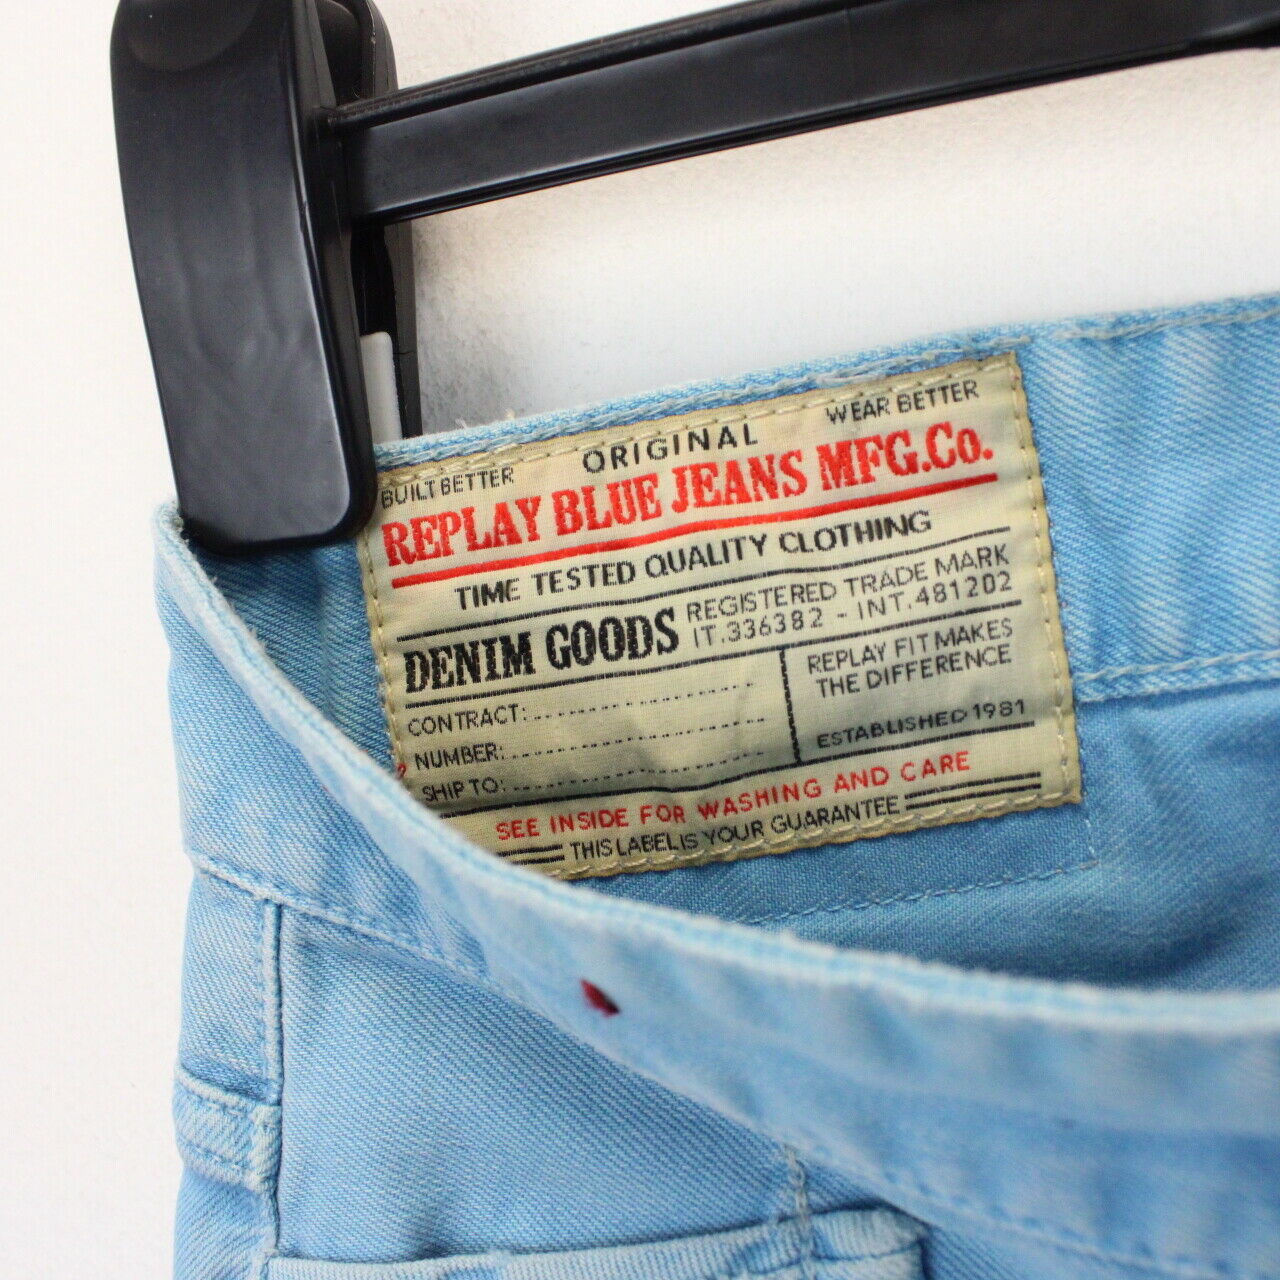 BUILT BETTER ORIGINAL WEAR BETTER
REPLAY BLUE JEANS MFG.Co.
TIME TESTED QUALITY CLOTHING
DENIM GOODS
REGISTERED TRADE MARK
IT.336382 - INT.481202
CONTRACT:
NUMBER:
SHIP TO:
REPLAY FIT MAKES
THE DIFFERENCE
ESTABLISHED 1981
SEE INSIDE FOR WASHING AND CARE
THIS LABEL IS YOUR GUARANTEE